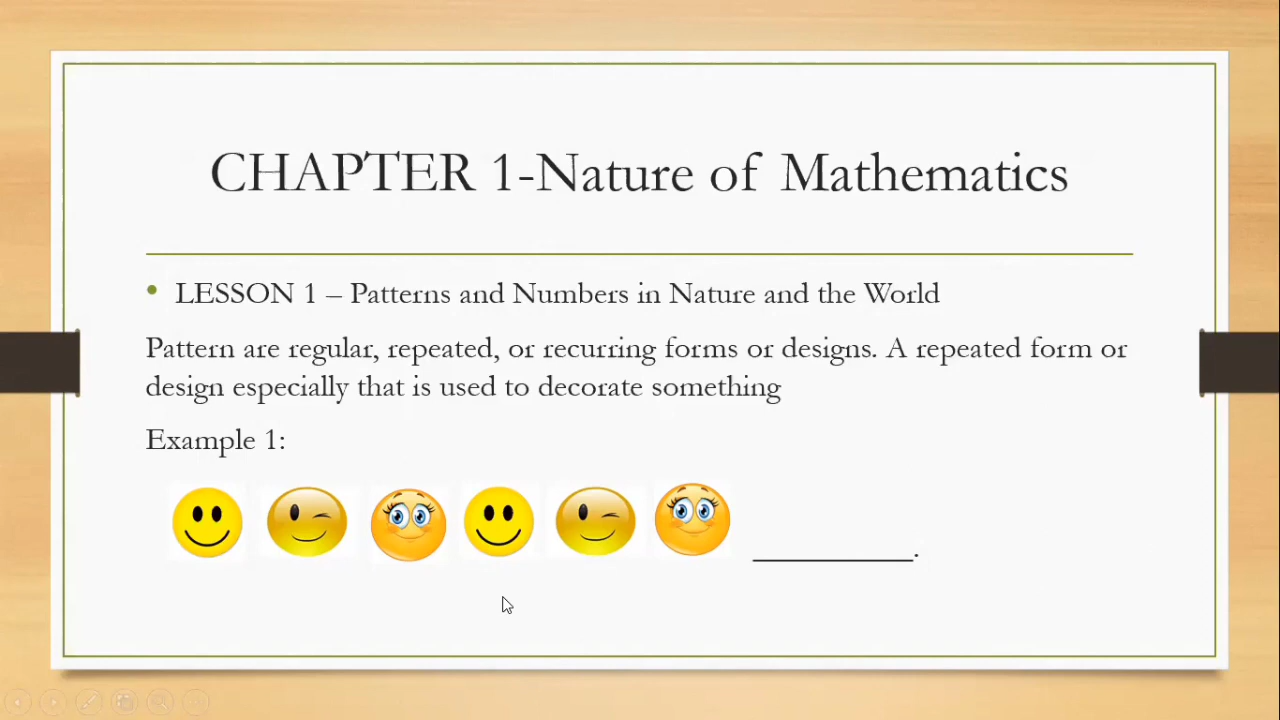 CHAPTER 1-Nature of Mathematics
• LESSON 1 – Patterns and Numbers in Nature and the World
Pattern are regular, repeated, or recurring forms or designs. A repeated form or
design especially that is used to decorate something
Example 1:
__________.